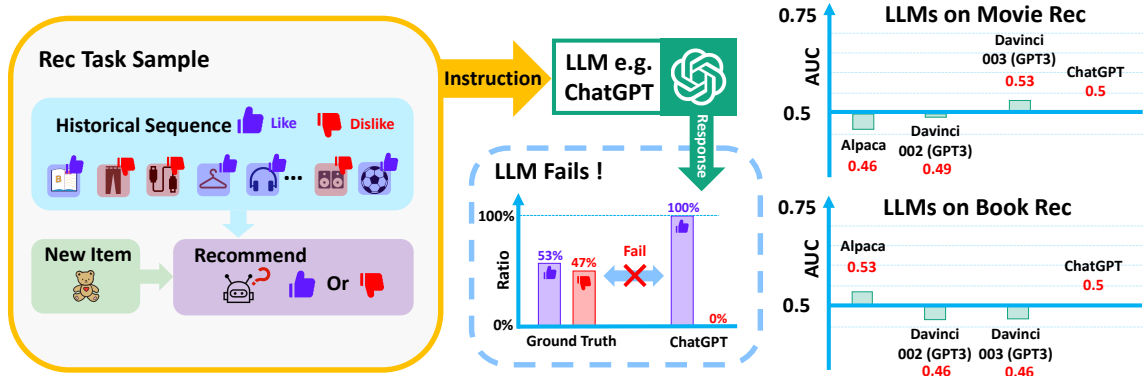 Rec Task Sample
Historical Sequence
Like
Dislike
B
...
New Item
Recommend
?
Or
Instruction
LLM e.g.
ChatGPT
Response
LLM Fails !
Ratio
100%
0%
53%
47%
Fail
100%
0%
Ground Truth
ChatGPT
LLMs on Movie Rec
AUC
0.75
0.5
Alpaca
0.46
Davinci
002 (GPT3)
0.49
Davinci
003 (GPT3)
0.53
ChatGPT
0.5
LLMs on Book Rec
AUC
0.75
0.5
Alpaca
0.53
Davinci
002 (GPT3)
0.46
Davinci
003 (GPT3)
0.46
ChatGPT
0.5